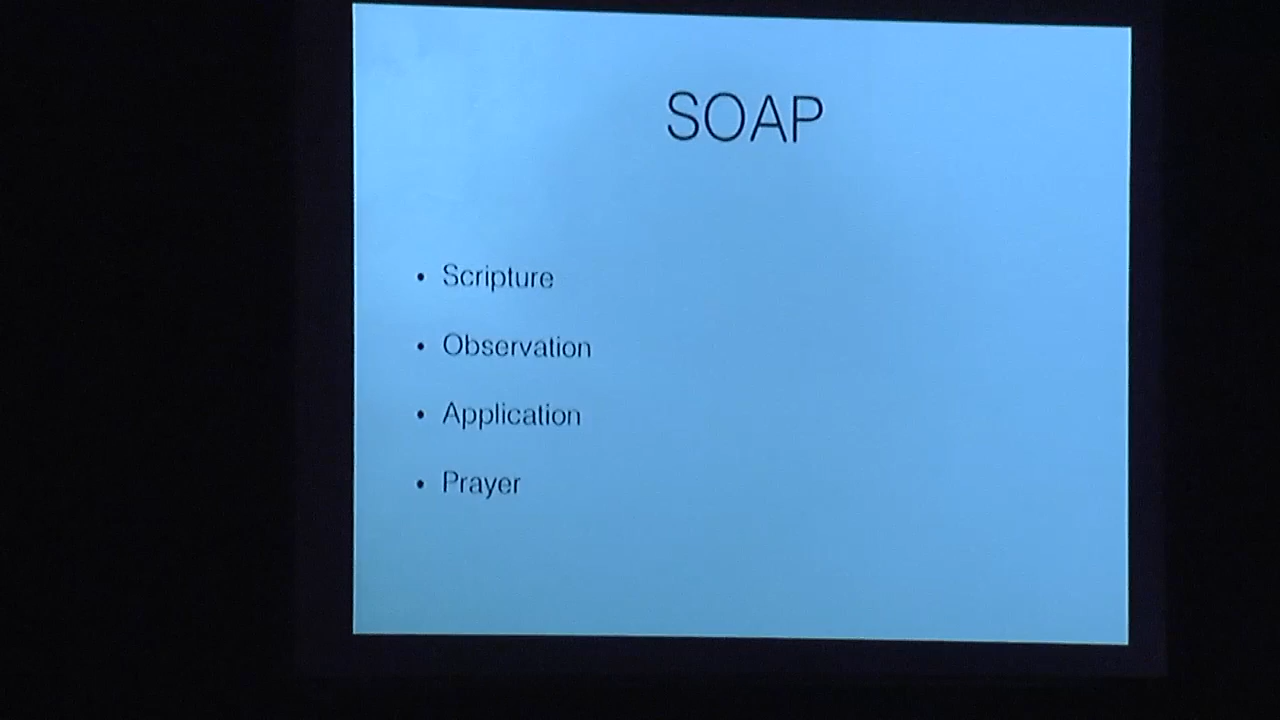 SOAP
• Scripture
• Observation
• Application
• Prayer